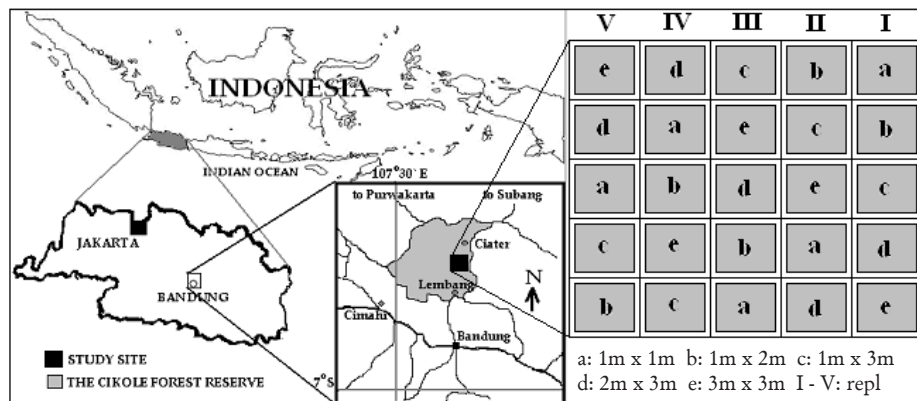 INDONESIA
INDIAN OCEAN
JAKARTA
BANDUNG
STUDY SITE
THE CIKOLE FOREST RESERVE
107°30` E
to Purwakarta to Subang
Ciater
Lembang
N
Cimahi
Bandung
7°S
V IV III II I
e d c b a
d a e c b
a b d e c
c e b a d
b c a d e
a: 1m x 1m b: 1m x 2m c: 1m x 3m
d: 2m x 3m e: 3m x 3m I - V: repl